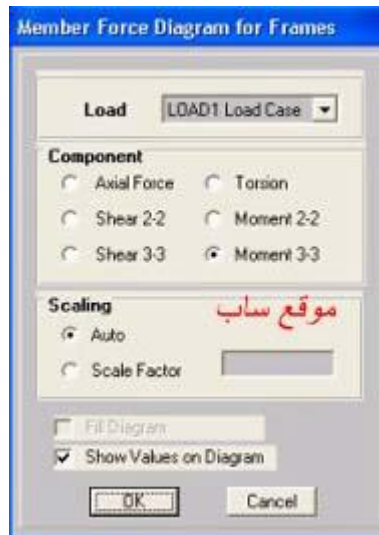 Member Force Diagram for Frames
Load LOAD1 Load Case
Component
Axial Force Torsion
Shear 2-2 Moment 2-2
Shear 3-3 Moment 3-3
Scaling
موقع ساب
Auto
Scale Factor
Fill Diagram
Show Values on Diagram
OK Cancel